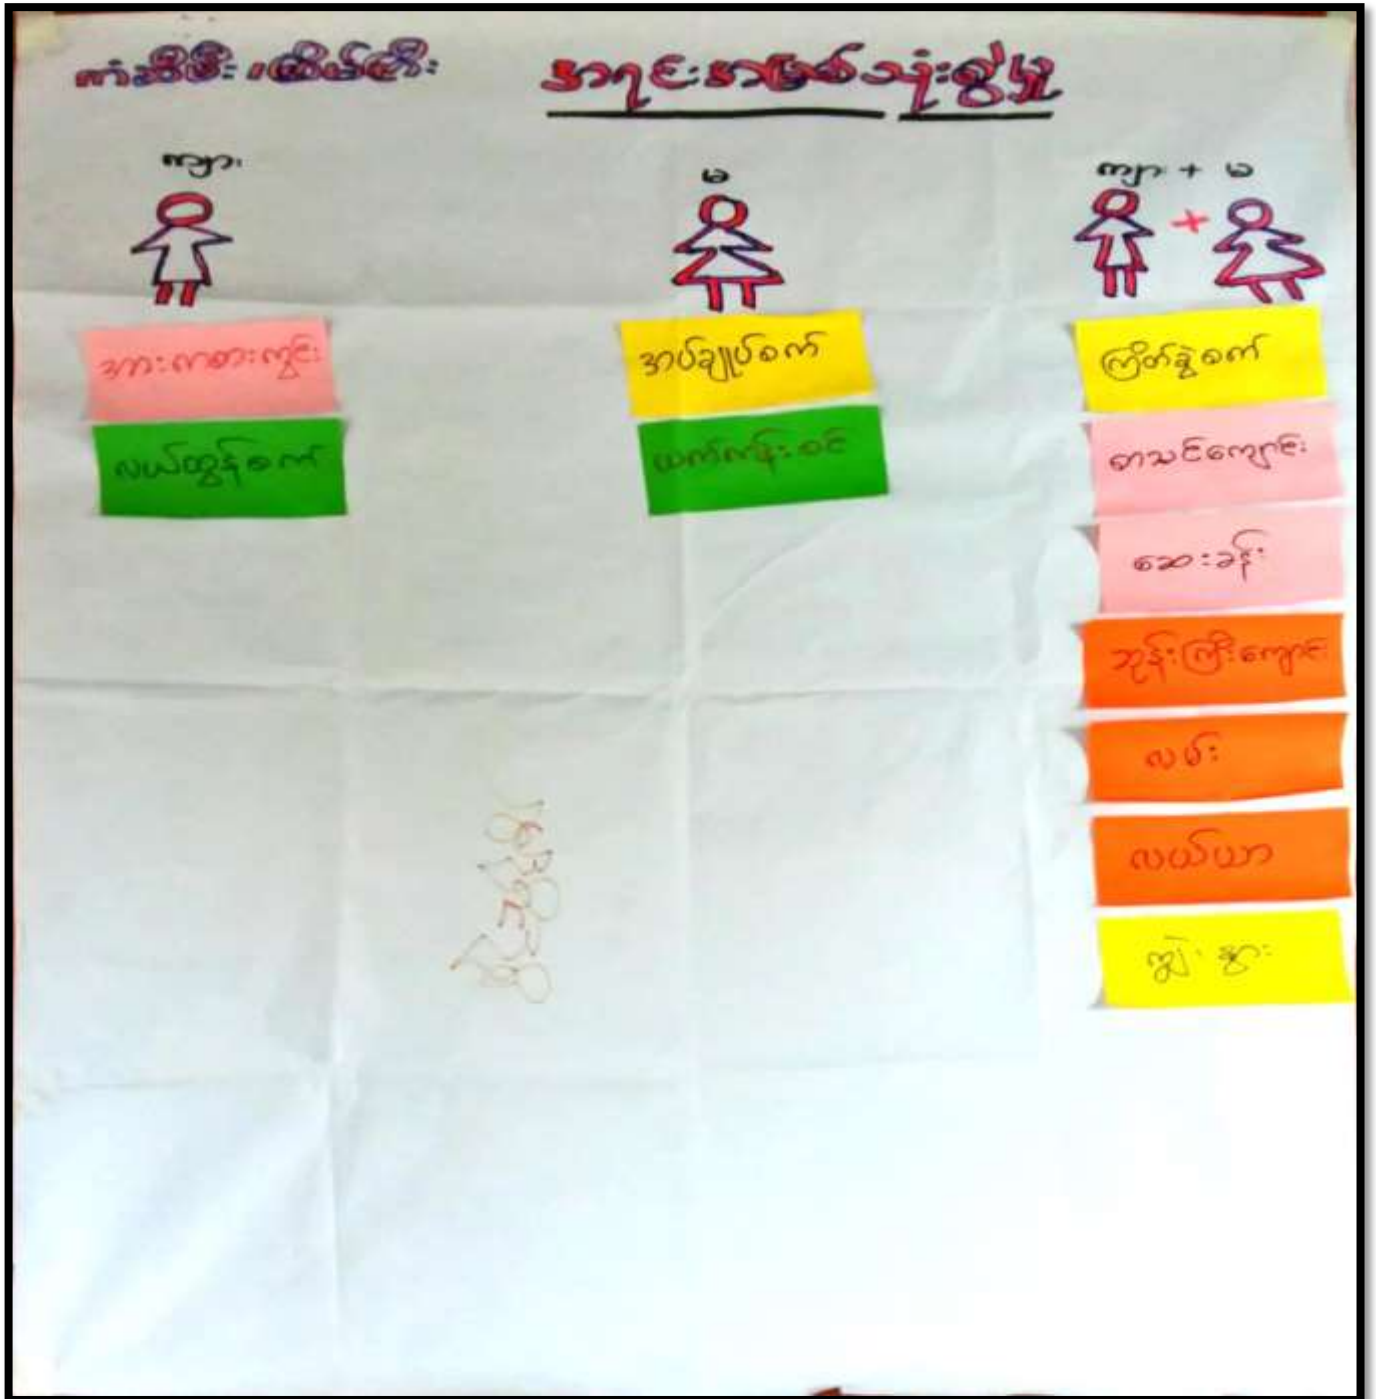 အရင်းအမြစ်သုံးစွဲမှု
ကျား
မ
ကျား + မ
အားကစားကွင်း
လယ်ထွန်စက်
အပ်ချုပ်စက်
ယက်ကန်းစင်
ကြိတ်ခွဲစက်
စာသင်ကျောင်း
ဆေးခန်း
ဘုန်းကြီးကျောင်း
လမ်း
လယ်ယာ
ကျွဲ၊ နွား